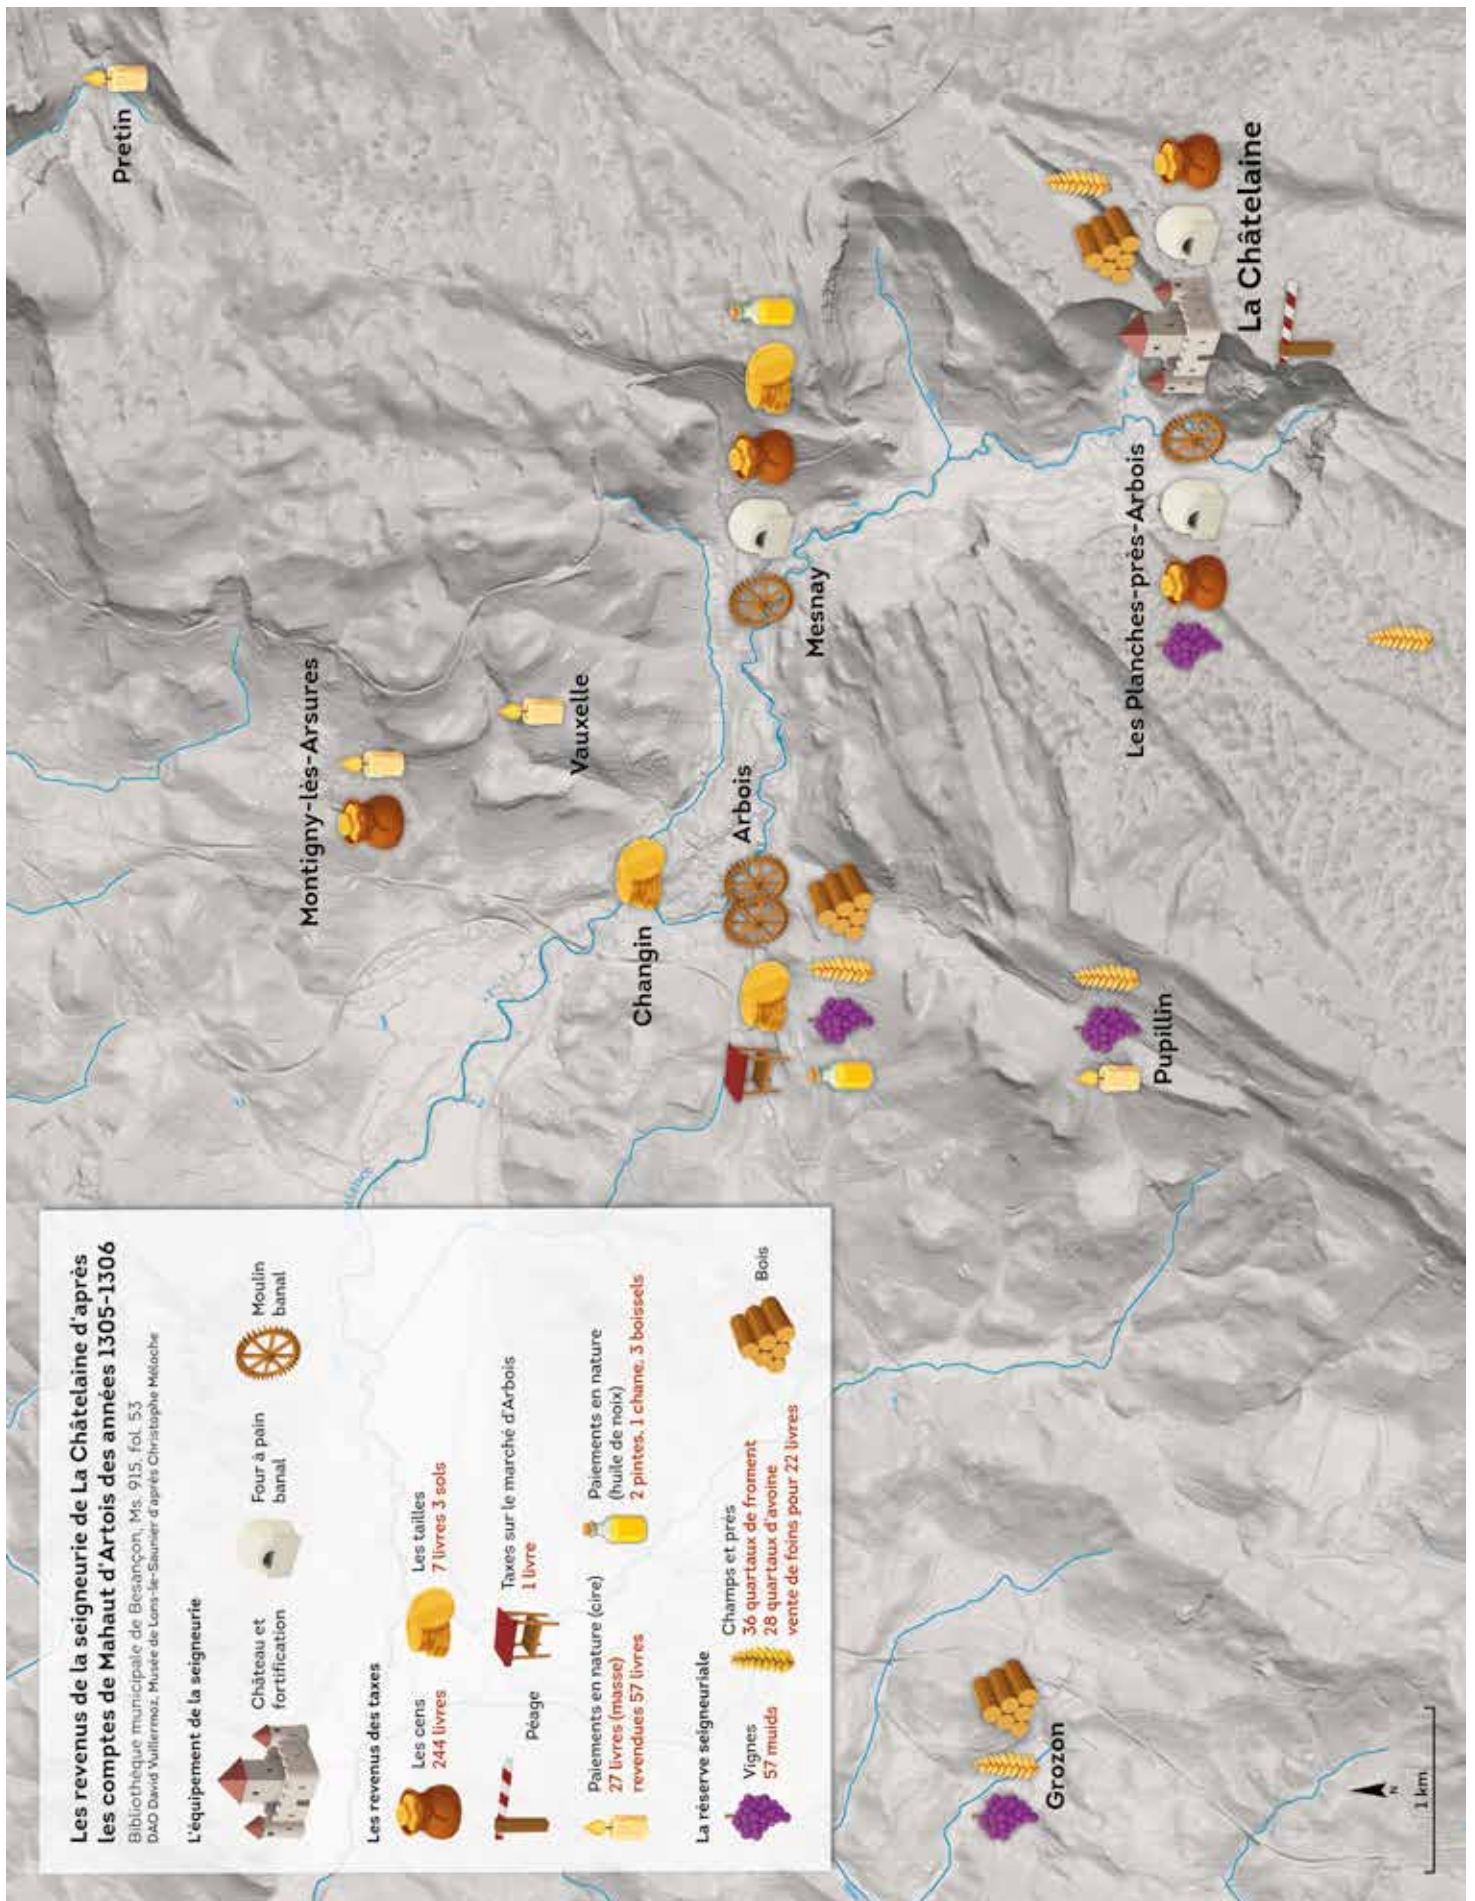 Les revenus de la seigneurie de La Châtelaine d'après
les comptes de Mahaut d'Artois des années 1305-1306
Bibliothèque municipale de Besançon, Ms. 915, fol. 53
DAO David Vuillermoz, Musée de Lons-le-Saunier d'après Christophe Méloche
L'équipement de la seigneurie
Château et
fortification
Four à pain
banal
Moulin
banal
Les revenus des taxes
Les cens
244 livres
Les tailles
7 livres 3 sols
Péage
Taxes sur le marché d'Arbois
1 livre
Paiements en nature (cire)
27 livres (masse)
revendues 57 livres
Paiements en nature
(huile de noix)
2 pintes, 1 chane, 3 boissels
La réserve seigneuriale
Vignes
57 muids
Champs et prés
36 quartaux de froment
28 quartaux d'avoine
vente de foins pour 22 livres
Bois
Pretin
Montigny-lès-Arsures
Vauxelle
Changin
Arbois
Mesnay
La Châtelaine
Les Planches-près-Arbois
Pupillin
Grozon
N
1 km